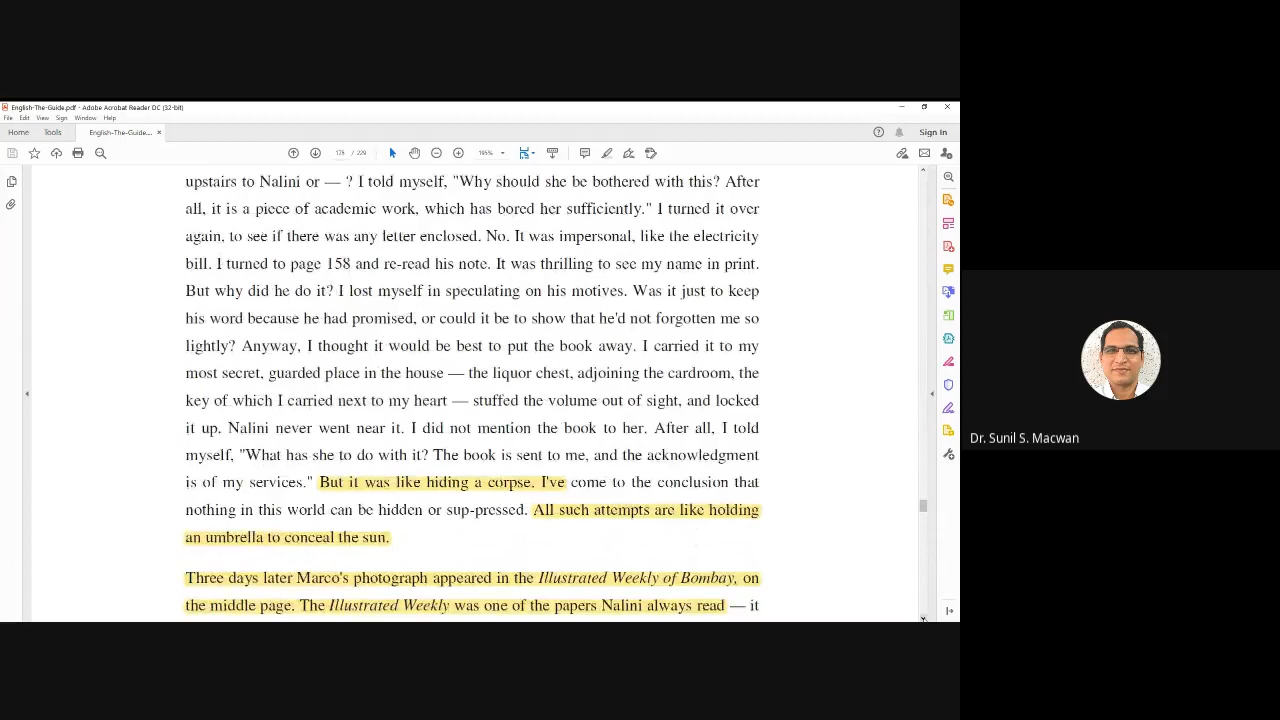 English-The-Guide.pdf - Adobe Acrobat Reader DC (32-bit)
File Edit View Sign Window Help
Home Tools English-The-Guide.... × Sign In
175 / 229 195%
upstairs to Nalini or — ? I told myself, "Why should she be bothered with this? After
all, it is a piece of academic work, which has bored her sufficiently." I turned it over
again, to see if there was any letter enclosed. No. It was impersonal, like the electricity
bill. I turned to page 158 and re-read his note. It was thrilling to see my name in print.
But why did he do it? I lost myself in speculating on his motives. Was it just to keep
his word because he had promised, or could it be to show that he'd not forgotten me so
lightly? Anyway, I thought it would be best to put the book away. I carried it to my
most secret, guarded place in the house — the liquor chest, adjoining the cardroom, the
key of which I carried next to my heart — stuffed the volume out of sight, and locked
it up. Nalini never went near it. I did not mention the book to her. After all, I told
myself, "What has she to do with it? The book is sent to me, and the acknowledgment
is of my services." But it was like hiding a corpse. I've come to the conclusion that
nothing in this world can be hidden or sup-pressed. All such attempts are like holding
an umbrella to conceal the sun.
Three days later Marco's photograph appeared in the Illustrated Weekly of Bombay, on
the middle page. The Illustrated Weekly was one of the papers Nalini always read — it
Dr. Sunil S. Macwan